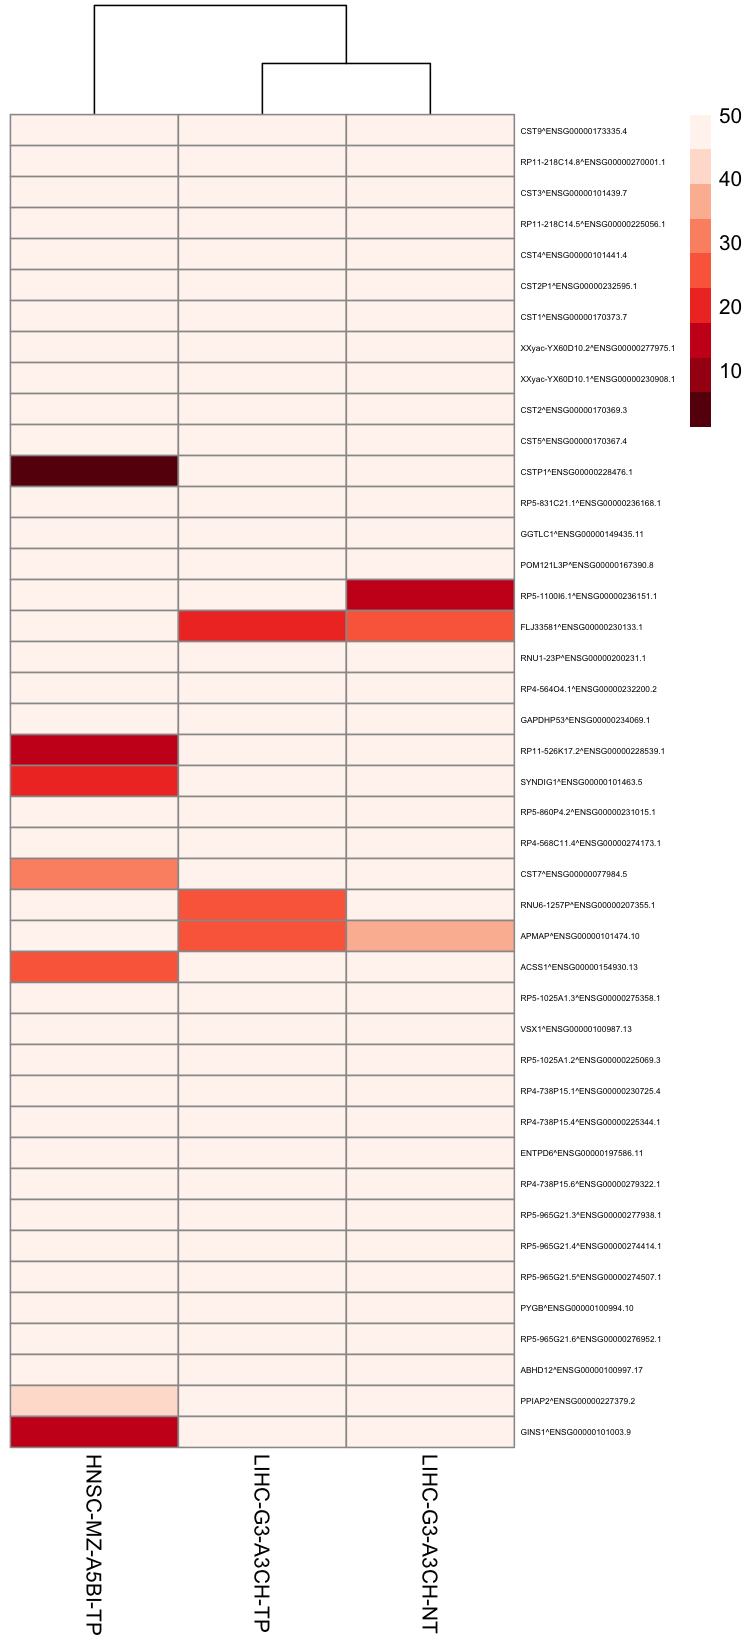 CST9^ENSG00000173335.4
RP11-218C14.8^ENSG00000270001.1
CST3^ENSG00000101439.7
RP11-218C14.5^ENSG00000225056.1
CST4^ENSG00000101441.4
CST2P1^ENSG00000232595.1
CST1^ENSG00000170373.7
XXyac-YX60D10.2^ENSG00000277975.1
XXyac-YX60D10.1^ENSG00000230908.1
CST2^ENSG00000170369.3
CST5^ENSG00000170367.4
CSTP1^ENSG00000228476.1
RP5-831C21.1^ENSG00000236168.1
GGTLC1^ENSG00000149435.11
POM121L3P^ENSG00000167390.8
RP5-1100I6.1^ENSG00000236151.1
FLJ33581^ENSG00000230133.1
RNU1-23P^ENSG00000200231.1
RP4-564O4.1^ENSG00000232200.2
GAPDHP53^ENSG00000234069.1
RP11-526K17.2^ENSG00000228539.1
SYNDIG1^ENSG00000101463.5
RP5-860P4.2^ENSG00000231015.1
RP4-568C11.4^ENSG00000274173.1
CST7^ENSG00000077984.5
RNU6-1257P^ENSG00000207355.1
APMAP^ENSG00000101474.10
ACSS1^ENSG00000154930.13
RP5-1025A1.3^ENSG00000275358.1
VSX1^ENSG00000100987.13
RP5-1025A1.2^ENSG00000225069.3
RP4-738P15.1^ENSG00000230725.4
RP4-738P15.4^ENSG00000225344.1
ENTPD6^ENSG00000197586.11
RP4-738P15.6^ENSG00000279322.1
RP5-965G21.3^ENSG00000277938.1
RP5-965G21.4^ENSG00000274414.1
RP5-965G21.5^ENSG00000274507.1
PYGB^ENSG00000100994.10
RP5-965G21.6^ENSG00000276952.1
ABHD12^ENSG00000100997.17
PPIAP2^ENSG00000227379.2
GINS1^ENSG00000101003.9
50
40
30
20
10
HNSC-MZ-A5BI-TP
LIHC-G3-A3CH-TP
LIHC-G3-A3CH-NT